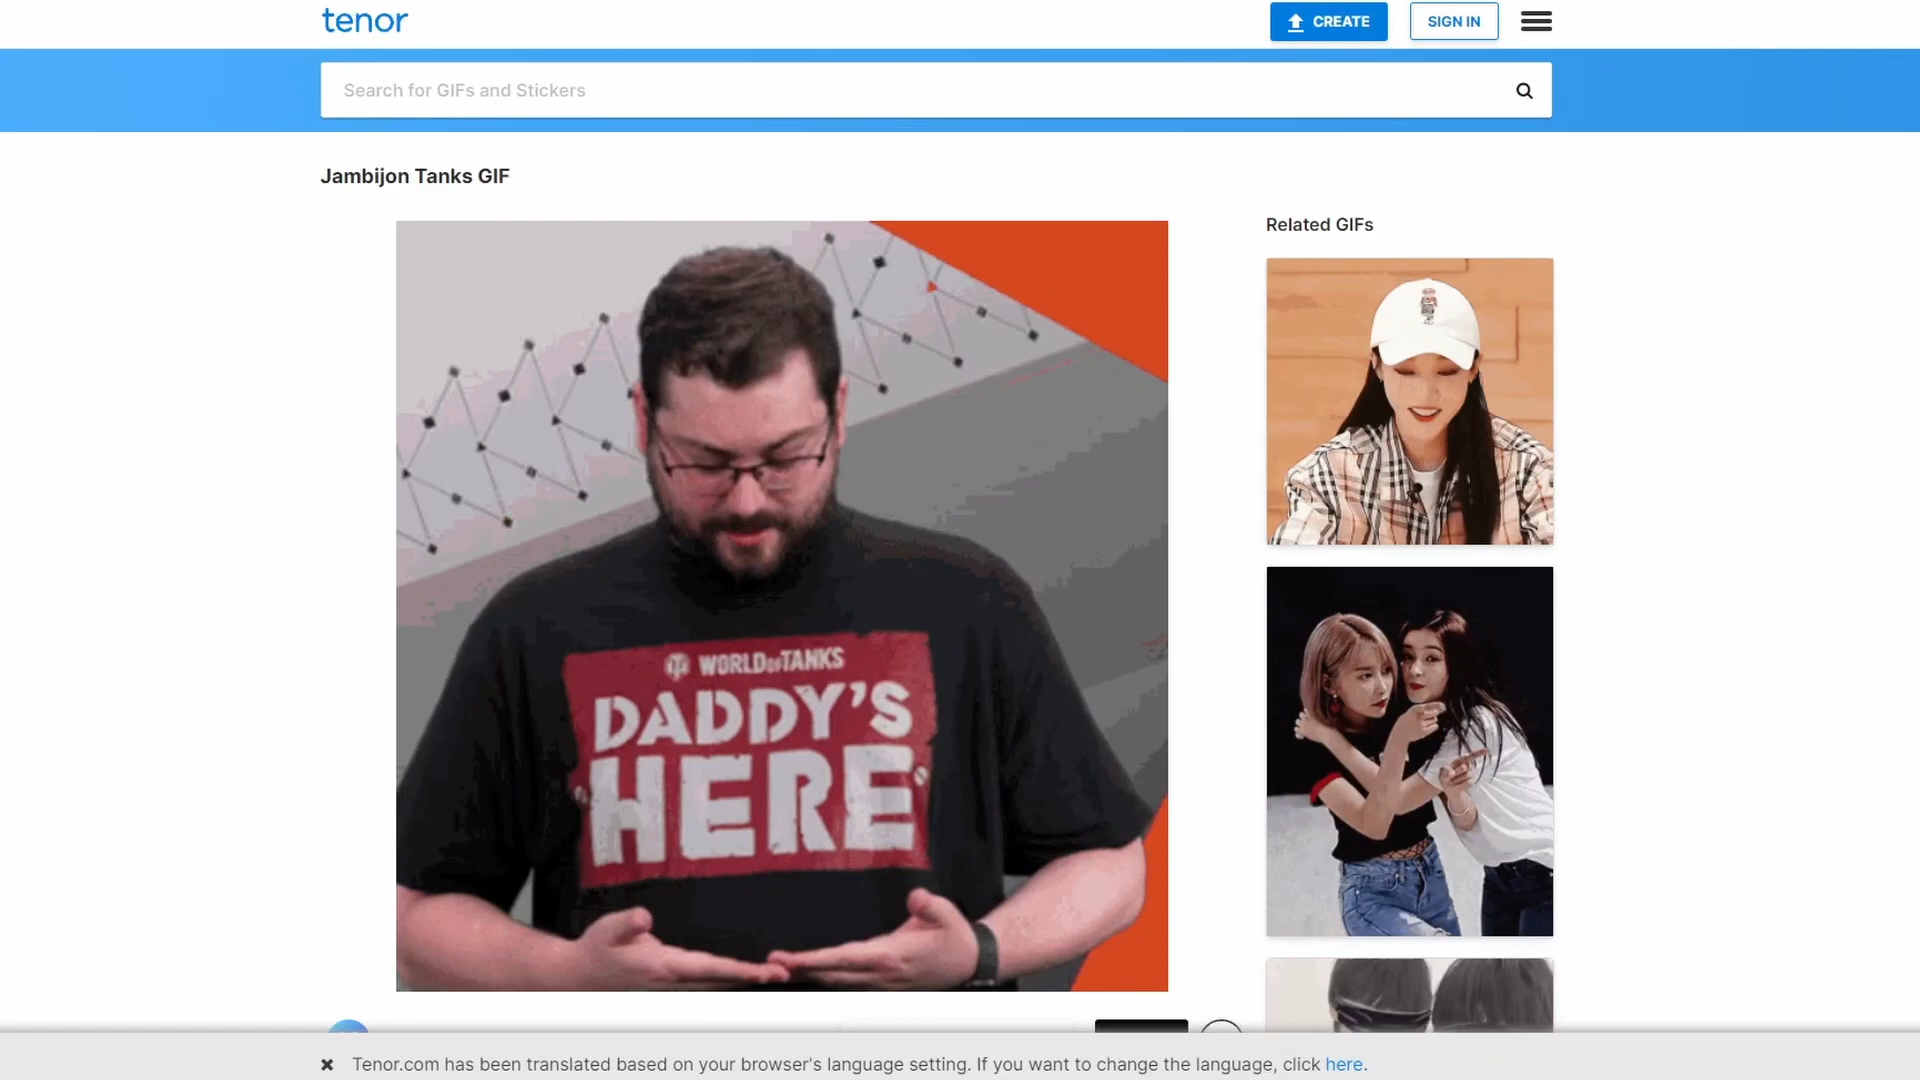 tenor
CREATE
SIGN IN
Search for GIFs and Stickers
Jambijon Tanks GIF
Related GIFs
WORLD OF TANKS
DADDY'S
HERE
Tenor.com has been translated based on your browser's language setting. If you want to change the language, click here.